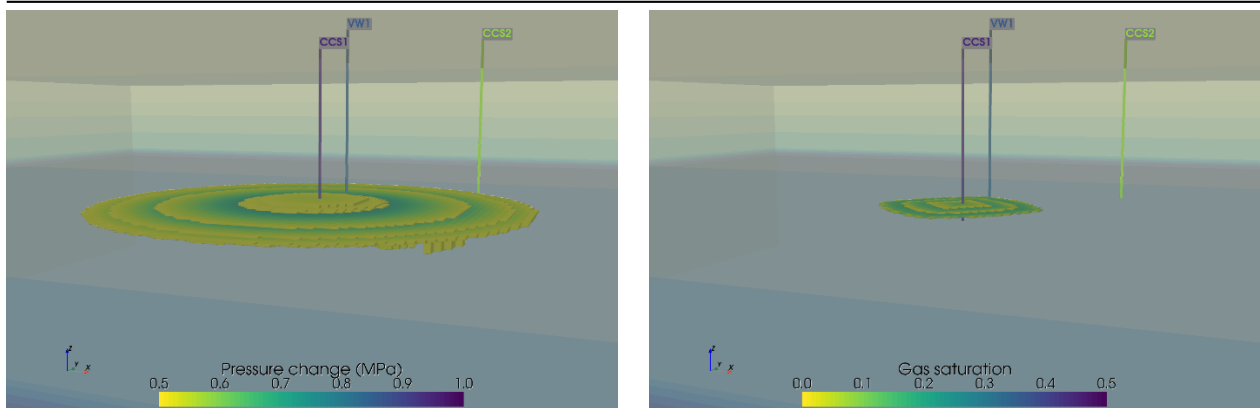 VW1
CCS2
CCS1
Z
Y
X
Pressure change (MPa)
0.5 0.6 0.7 0.8 0.9 1.0
VW1
CCS2
CCS1
Z
Y
X
Gas saturation
0.0 0.1 0.2 0.3 0.4 0.5